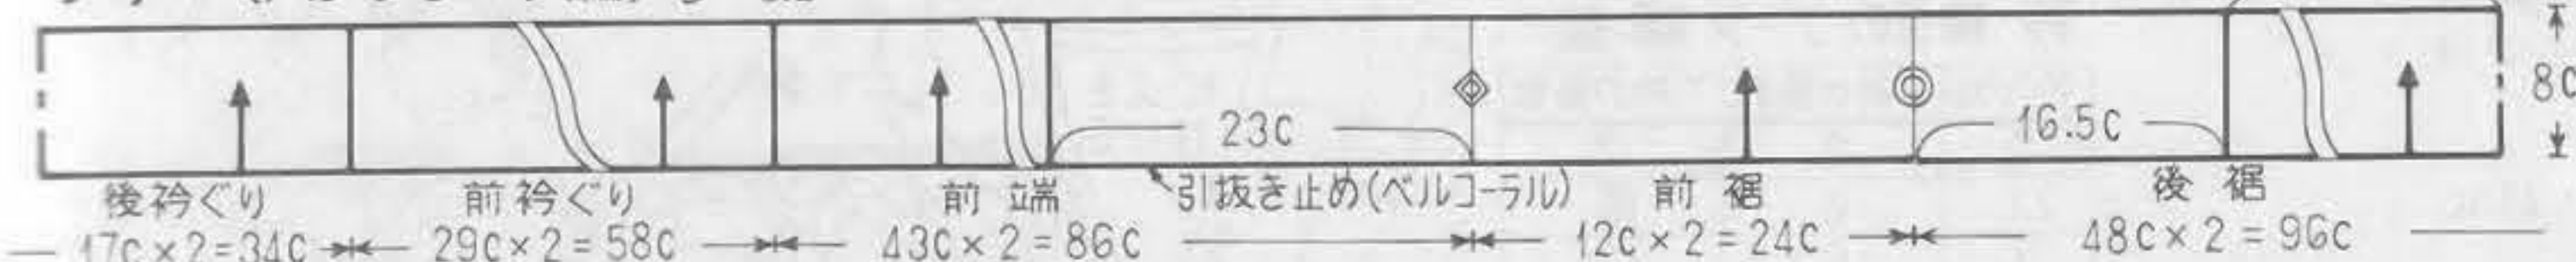 8c
23c
16.5c
後衿ぐり 前衿ぐり 前端 引抜き止め(ベルコーラル) 前裾 後裾
17c×2=34c 29c×2=58c 43c×2=86c 12c×2=24c 48c×2=96c